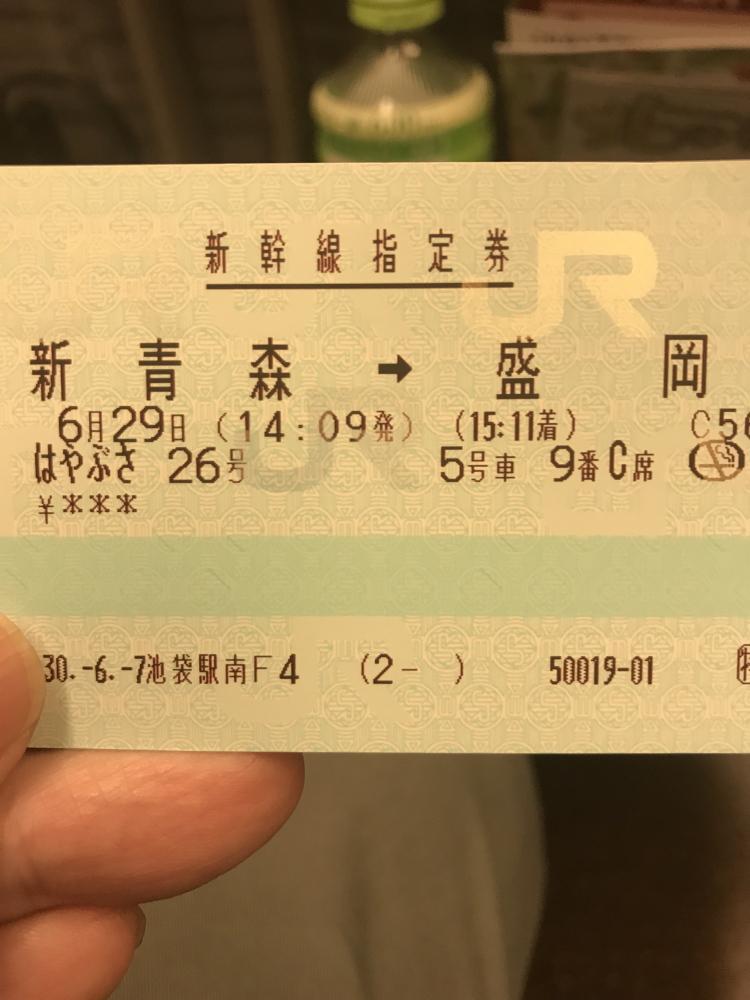 新幹線指定券
JR
新青森 → 盛岡
6月29日 (14:09発) (15:11着) C56
はやぶさ 26号 5号車 9番C席
¥***
30.-6.-7池袋駅南F4 (2- ) 50019-01